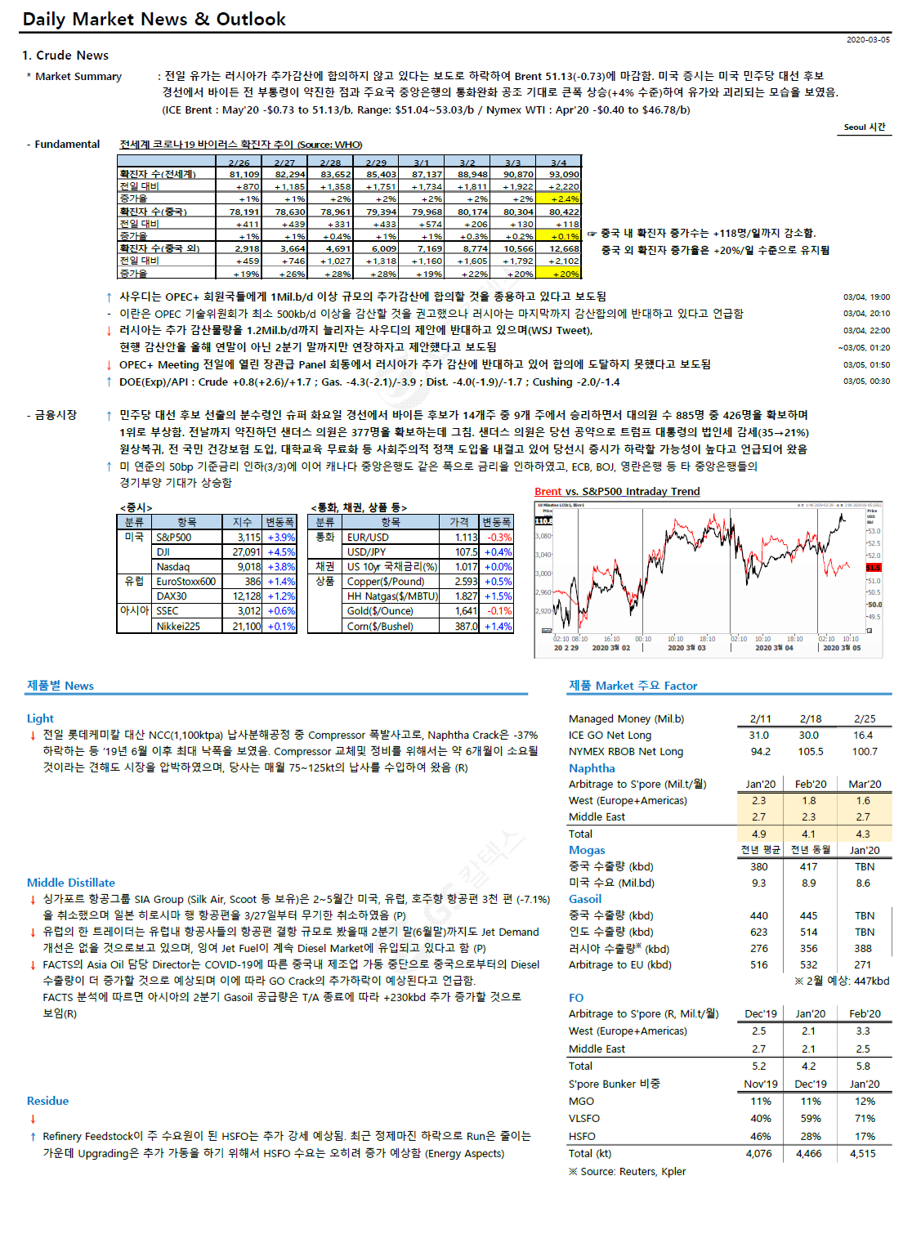 Daily Market News & Outlook
2020-03-05
1. Crude News
* Market Summary : 전일 유가는 러시아가 추가감산에 합의하지 않고 있다는 보도로 하락하여 Brent 51.13(-0.73)에 마감함. 미국 증시는 미국 민주당 대선 후보
경선에서 바이든 전 부통령이 약진한 점과 주요국 중앙은행의 통화완화 공조 기대로 큰폭 상승(+4% 수준)하여 유가와 괴리되는 모습을 보였음.
(ICE Brent : May'20 -$0.73 to 51.13/b, Range: $51.04~53.03/b / Nymex WTI : Apr'20 -$0.40 to $46.78/b)
Seoul 시간
- Fundamental 전세계 코로나19 바이러스 확진자 추이 (Source: WHO)
2/26 2/27 2/28 2/29 3/1 3/2 3/3 3/4
확진자 수(전세계) 81,109 82,294 83,652 85,403 87,137 88,948 90,870 93,090
전일 대비 +870 +1,185 +1,358 +1,751 +1,734 +1,811 +1,922 +2,220
증가율 +1% +1% +2% +2% +2% +2% +2% +2.4%
확진자 수(중국) 78,191 78,630 78,961 79,394 79,968 80,174 80,304 80,422
전일 대비 +411 +439 +331 +433 +574 +206 +130 +118
증가율 +1% +1% +0.4% +1% +1% +0.3% +0.2% +0.1%
확진자 수(중국 외) 2,918 3,664 4,691 6,009 7,169 8,774 10,566 12,668
전일 대비 +459 +746 +1,027 +1,318 +1,160 +1,605 +1,792 +2,102
증가율 +19% +26% +28% +28% +19% +22% +20% +20%
☞ 중국 내 확진자 증가수는 +118명/일까지 감소함.
중국 외 확진자 증가율은 +20%/일 수준으로 유지됨
↑ 사우디는 OPEC+ 회원국들에게 1Mil.b/d 이상 규모의 추가감산에 합의할 것을 종용하고 있다고 보도됨 03/04, 19:00
- 이란은 OPEC 기술위원회가 최소 500kb/d 이상을 감산할 것을 권고했으나 러시아는 마지막까지 감산합의에 반대하고 있다고 언급함 03/04, 20:10
↓ 러시아는 추가 감산물량을 1.2Mil.b/d까지 늘리자는 사우디의 제안에 반대하고 있으며(WSJ Tweet), 03/04, 22:00
현행 감산안을 올해 연말이 아닌 2분기 말까지만 연장하자고 제안했다고 보도됨 ~03/05, 01:20
↓ OPEC+ Meeting 전일에 열린 장관급 Panel 회동에서 러시아가 추가 감산에 반대하고 있어 합의에 도달하지 못했다고 보도됨 03/05, 01:50
↑ DOE(Exp)/API : Crude +0.8(+2.6)/+1.7 ; Gas. -4.3(-2.1)/-3.9 ; Dist. -4.0(-1.9)/-1.7 ; Cushing -2.0/-1.4 03/05, 00:30
- 금융시장 ↑ 민주당 대선 후보 선출의 분수령인 슈퍼 화요일 경선에서 바이든 후보가 14개주 중 9개 주에서 승리하면서 대의원 수 885명 중 426명을 확보하며
1위로 부상함. 전날까지 약진하던 샌더스 의원은 377명을 확보하는데 그침. 샌더스 의원은 당선 공약으로 트럼프 대통령의 법인세 감세(35→21%)
원상복귀, 전 국민 건강보험 도입, 대학교육 무료화 등 사회주의적 정책 도입을 내걸고 있어 당선시 증시가 하락할 가능성이 높다고 언급되어 왔음
↑ 미 연준의 50bp 기준금리 인하(3/3)에 이어 캐나다 중앙은행도 같은 폭으로 금리을 인하하였고, ECB, BOJ, 영란은행 등 타 중앙은행들의
경기부양 기대가 상승함
<증시>
분류 항목 지수 변동폭
미국 S&P500 3,115 +3.9%
DJI 27,091 +4.5%
Nasdaq 9,018 +3.8%
유럽 EuroStoxx600 386 +1.4%
DAX30 12,128 +1.2%
아시아 SSEC 3,012 +0.6%
Nikkei225 21,100 +0.1%
<통화, 채권, 상품 등>
분류 항목 가격 변동폭
통화 EUR/USD 1.113 -0.3%
USD/JPY 107.5 +0.4%
채권 US 10yr 국채금리(%) 1.017 +0.0%
상품 Copper($/Pound) 2.593 +0.5%
HH Natgas($/MBTU) 1.827 +1.5%
Gold($/Ounce) 1,641 -0.1%
Corn($/Bushel) 387.0 +1.4%
Brent vs. S&P500 Intraday Trend
3,080
3,040
3,000
2,960
2,920
53.0
52.5
52.0
51.5
51.0
50.5
50.0
49.5
02:10 08:10 16:10 00:10 10:10 18:10 02:10 10:10 18:10 02:10 10:10
20 2 29 2020 3월 02 2020 3월 03 2020 3월 04 2020 3월 05
제품별 News
Light
↓ 전일 롯데케미칼 대산 NCC(1,100ktpa) 납사분해공정 중 Compressor 폭발사고로, Naphtha Crack은 -37%
하락하는 등 '19년 6월 이후 최대 낙폭을 보였음. Compressor 교체및 정비를 위해서는 약 6개월이 소요될
것이라는 견해도 시장을 압박하였으며, 당사는 매월 75~125kt의 납사를 수입하여 왔음 (R)
Middle Distillate
↓ 싱가포르 항공그룹 SIA Group (Silk Air, Scoot 등 보유)은 2~5월간 미국, 유럽, 호주향 항공편 3천 편 (-7.1%)
을 취소했으며 일본 히로시마 행 항공편을 3/27일부터 무기한 취소하였음 (P)
↓ 유럽의 한 트레이더는 유럽내 항공사들의 항공편 결항 규모로 봤을때 2분기 말(6월말)까지도 Jet Demand
개선은 없을 것으로보고 있으며, 잉여 Jet Fuel이 계속 Diesel Market에 유입되고 있다고 함 (P)
↓ FACTS의 Asia Oil 담당 Director는 COVID-19에 따른 중국내 제조업 가동 중단으로 중국으로부터의 Diesel
수출량이 더 증가할 것으로 예상되며 이에 따라 GO Crack의 추가하락이 예상된다고 언급함.
FACTS 분석에 따르면 아시아의 2분기 Gasoil 공급량은 T/A 종료에 따라 +230kbd 추가 증가할 것으로
보임(R)
Residue
↓
↑ Refinery Feedstock이 주 수요원이 된 HSFO는 추가 강세 예상됨. 최근 정제마진 하락으로 Run은 줄이는
가운데 Upgrading은 추가 가동을 하기 위해서 HSFO 수요는 오히려 증가 예상함 (Energy Aspects)
제품 Market 주요 Factor
Managed Money (Mil.b) 2/11 2/18 2/25
ICE GO Net Long 31.0 30.0 16.4
NYMEX RBOB Net Long 94.2 105.5 100.7
Naphtha
Arbitrage to S'pore (Mil.t/월) Jan'20 Feb'20 Mar'20
West (Europe+Americas) 2.3 1.8 1.6
Middle East 2.7 2.3 2.7
Total 4.9 4.1 4.3
Mogas 전년 평균 전년 동월 Jan'20
중국 수출량 (kbd) 380 417 TBN
미국 수요 (Mil.bd) 9.3 8.9 8.6
Gasoil
중국 수출량 (kbd) 440 445 TBN
인도 수출량 (kbd) 623 514 TBN
러시아 수출량※ (kbd) 276 356 388
Arbitrage to EU (kbd) 516 532 271
※ 2월 예상: 447kbd
FO
Arbitrage to S'pore (R, Mil.t/월) Dec'19 Jan'20 Feb'20
West (Europe+Americas) 2.5 2.1 3.3
Middle East 2.7 2.1 2.5
Total 5.2 4.2 5.8
S'pore Bunker 비중 Nov'19 Dec'19 Jan'20
MGO 11% 11% 12%
VLSFO 40% 59% 71%
HSFO 46% 28% 17%
Total (kt) 4,076 4,466 4,515
※ Source: Reuters, Kpler
GS 칼텍스